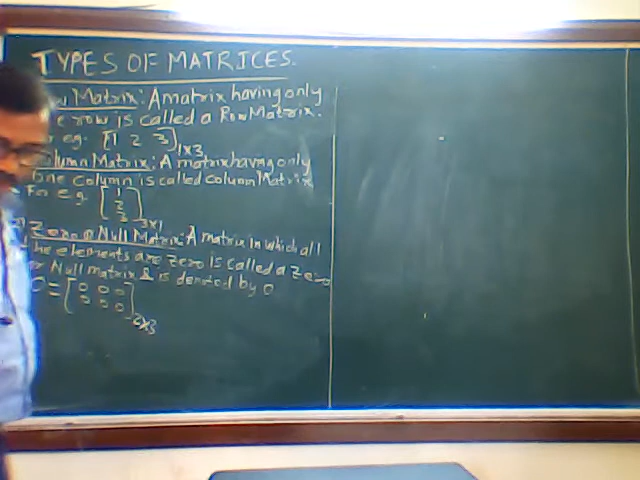 TYPES OF MATRICES.
w Matrix: A matrix having only
e row is called a Row Matrix.
eg. [1 2 3]1×3
lumn Matrix: A matrix having only
one column is called column Matrix
For e.g. [1
2
3]3×1
Zero or Null Matrix: A matrix in which all
the elements are zero is called a Zero
or Null matrix & is denoted by O
O = [0 0 0
0 0 0]2×3